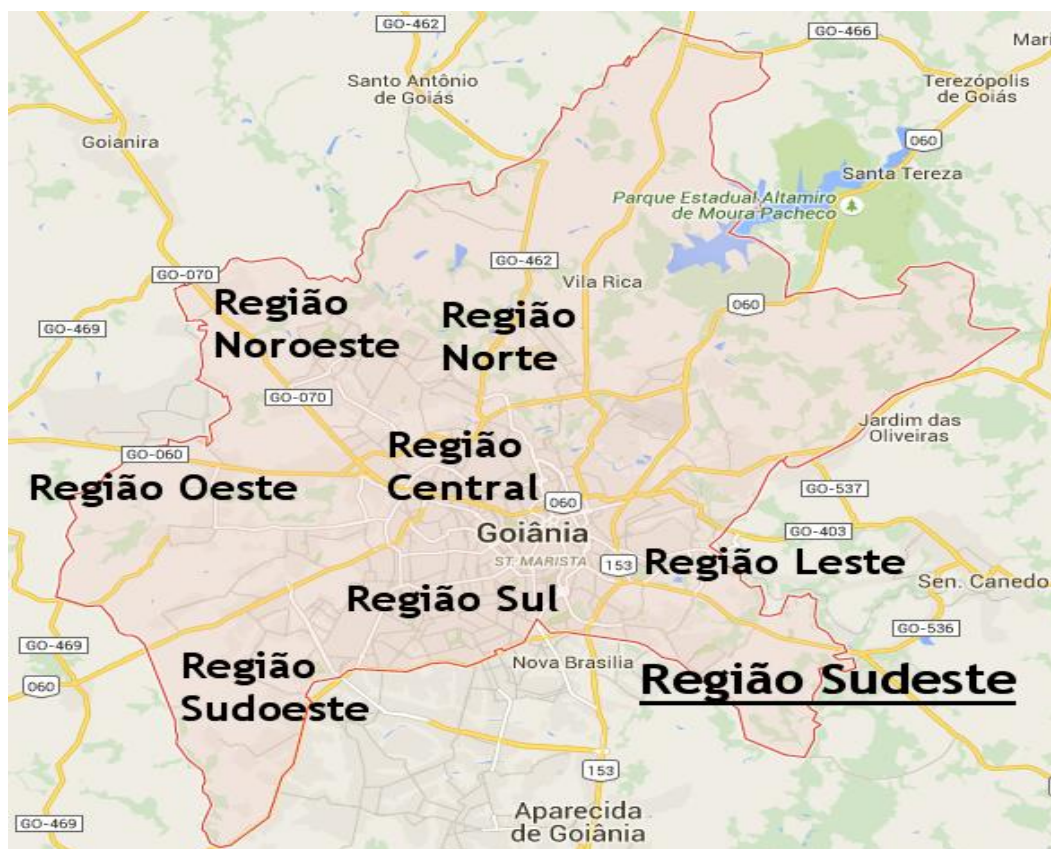 GO-462
GO-466
Mari
Santo Antônio
de Goiás
Terezópolis
de Goiás
Goianira
060
Santa Tereza
Parque Estadual Altamiro
de Moura Pacheco
GO-462
GO-070
Vila Rica
Região
Noroeste
060
Região
Norte
GO-469
GO-070
Jardim das
Oliveiras
Região
Central
GO-060
Região Oeste
GO-537
060
Goiânia
GO-403
ST. MARISTA
153
Região Leste
Sen. Canedo
Região Sul
GO-536
GO-469
Nova Brasilia
Região
Sudoeste
060
Região Sudeste
153
Aparecida
de Goiânia
GO-469